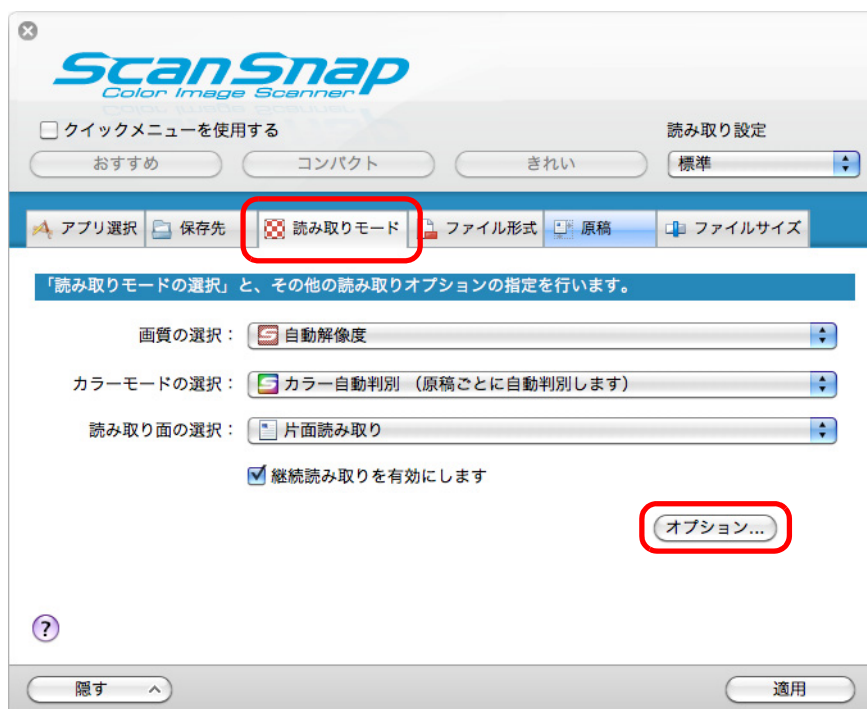 ScanSnap
Color Image Scanner
クイックメニューを使用する
読み取り設定
おすすめ コンパクト きれい 標準
アプリ選択 保存先 読み取りモード ファイル形式 原稿 ファイルサイズ
「読み取りモードの選択」と、その他の読み取りオプションの指定を行います。
画質の選択： 自動解像度
カラーモードの選択： カラー自動判別 （原稿ごとに自動判別します）
読み取り面の選択： 片面読み取り
継続読み取りを有効にします
オプション...
?
隠す 適用